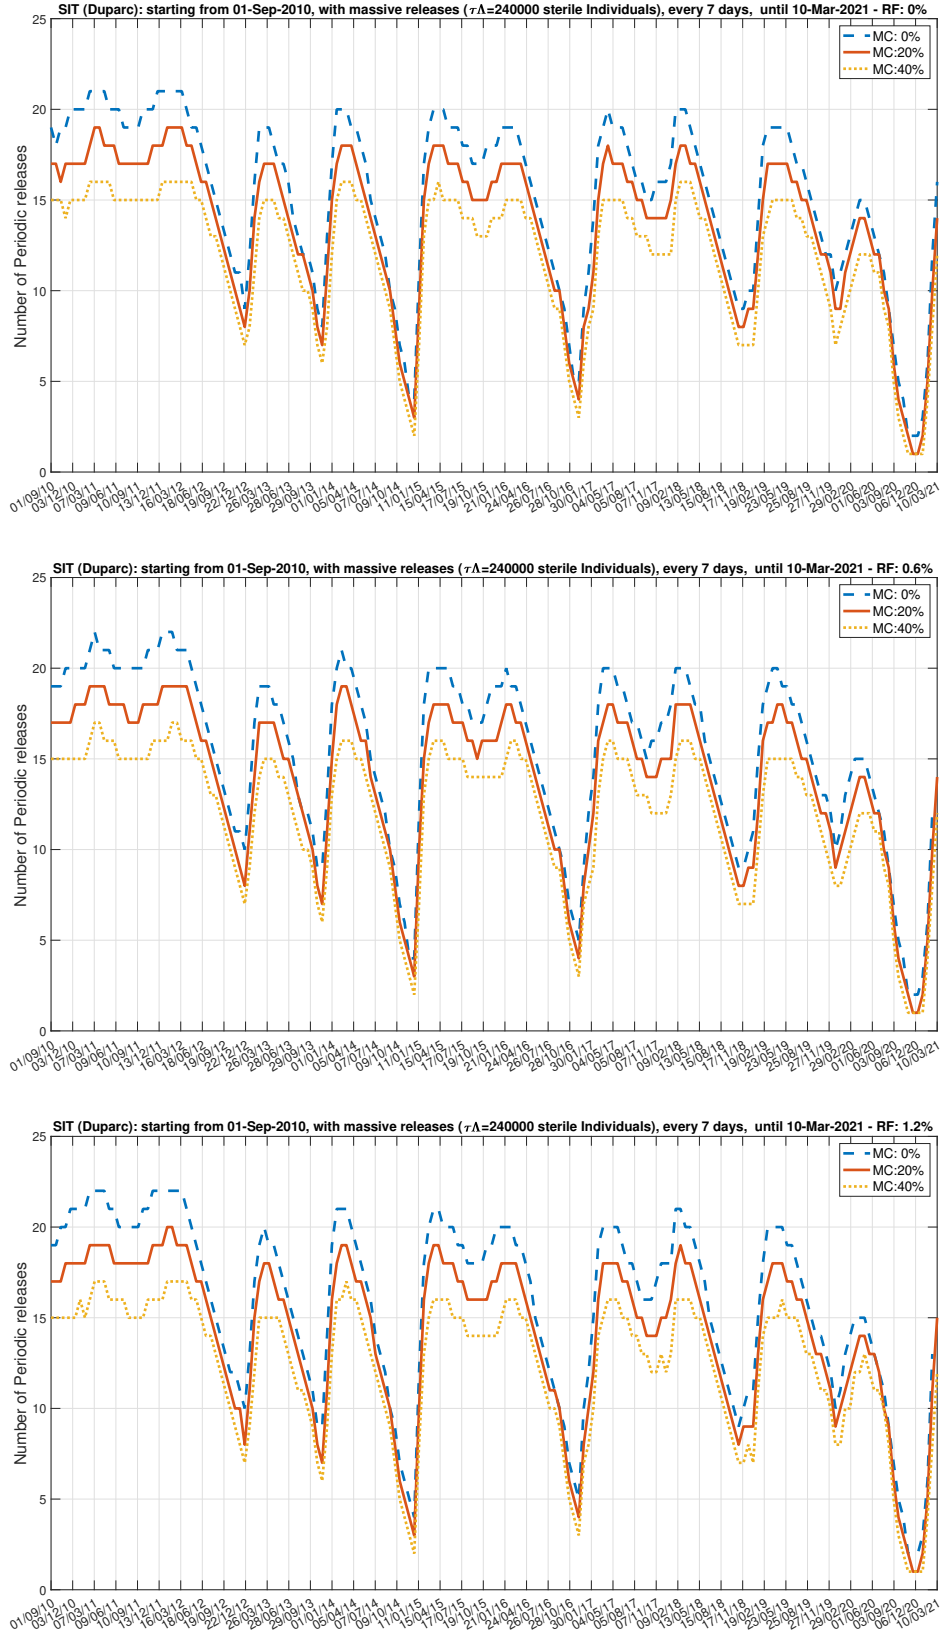 SIT (Duparc): starting from 01-Sep-2010, with massive releases (τΛ=240000 sterile Individuals), every 7 days, until 10-Mar-2021 - RF: 0%
25
20
15
10
5
0
Number of Periodic releases
MC: 0%
MC:20%
MC:40%
01/09/10 03/12/10 07/03/11 09/06/11 10/09/11 13/12/11 16/03/12 18/06/12 19/09/12 22/12/12 26/03/13 28/06/13 29/09/13 01/01/14 05/04/14 07/07/14 09/10/14 11/01/15 15/04/15 17/07/15 19/10/15 21/01/16 24/04/16 26/07/16 28/10/16 30/01/17 04/05/17 05/08/17 07/11/17 09/02/18 13/05/18 15/08/18 17/11/18 19/02/19 23/05/19 25/08/19 27/11/19 29/02/20 01/06/20 03/09/20 06/12/20 10/03/21
SIT (Duparc): starting from 01-Sep-2010, with massive releases (τΛ=240000 sterile Individuals), every 7 days, until 10-Mar-2021 - RF: 0.6%
25
20
15
10
5
0
Number of Periodic releases
MC: 0%
MC:20%
MC:40%
01/09/10 03/12/10 07/03/11 09/06/11 10/09/11 13/12/11 16/03/12 18/06/12 19/09/12 22/12/12 26/03/13 28/06/13 29/09/13 01/01/14 05/04/14 07/07/14 09/10/14 11/01/15 15/04/15 17/07/15 19/10/15 21/01/16 24/04/16 26/07/16 28/10/16 30/01/17 04/05/17 05/08/17 07/11/17 09/02/18 13/05/18 15/08/18 17/11/18 19/02/19 23/05/19 25/08/19 27/11/19 29/02/20 01/06/20 03/09/20 06/12/20 10/03/21
SIT (Duparc): starting from 01-Sep-2010, with massive releases (τΛ=240000 sterile Individuals), every 7 days, until 10-Mar-2021 - RF: 1.2%
25
20
15
10
5
0
Number of Periodic releases
MC: 0%
MC:20%
MC:40%
01/09/10 03/12/10 07/03/11 09/06/11 10/09/11 13/12/11 16/03/12 18/06/12 19/09/12 22/12/12 26/03/13 28/06/13 29/09/13 01/01/14 05/04/14 07/07/14 09/10/14 11/01/15 15/04/15 17/07/15 19/10/15 21/01/16 24/04/16 26/07/16 28/10/16 30/01/17 04/05/17 05/08/17 07/11/17 09/02/18 13/05/18 15/08/18 17/11/18 19/02/19 23/05/19 25/08/19 27/11/19 29/02/20 01/06/20 03/09/20 06/12/20 10/03/21